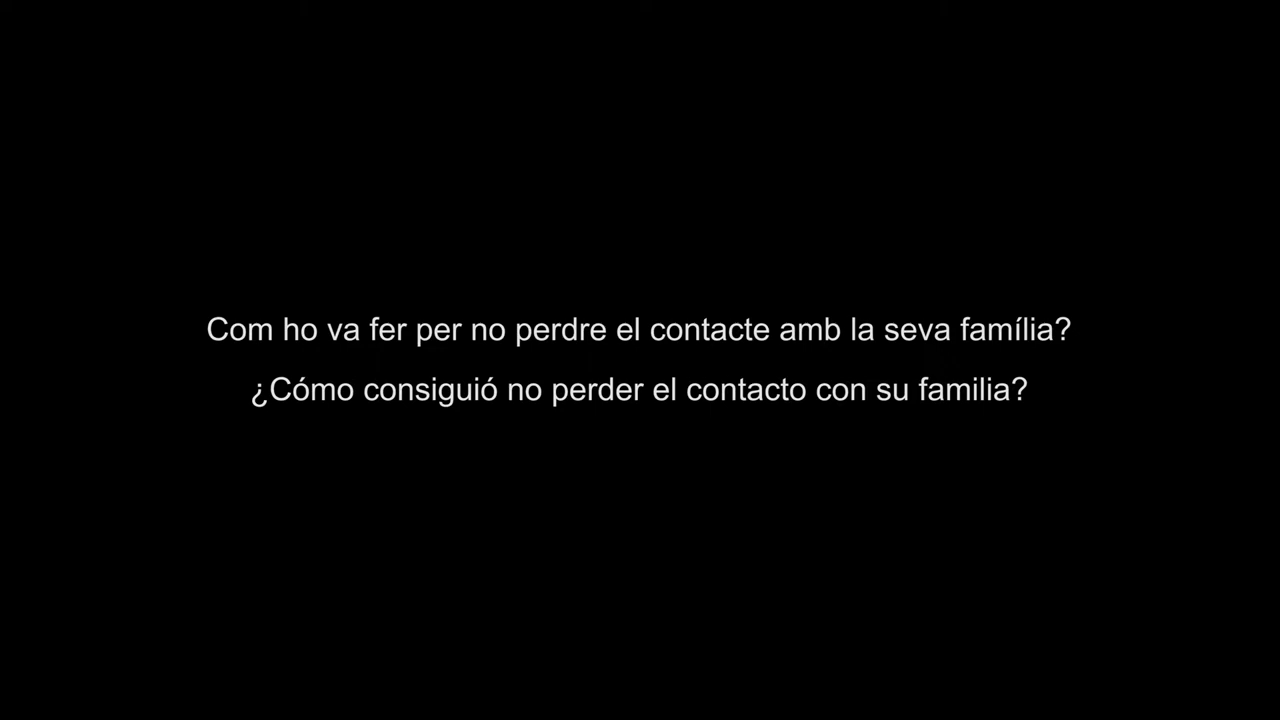 Com ho va fer per no perdre el contacte amb la seva família?
¿Cómo consiguió no perder el contacto con su familia?